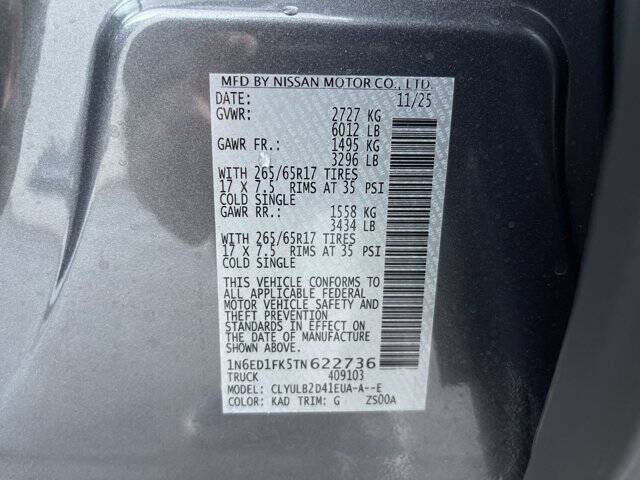 MFD BY NISSAN MOTOR CO., LTD.
DATE: 11/25
GVWR: 2727 KG
6012 LB
GAWR FR.: 1495 KG
3296 LB
WITH 265/65R17 TIRES
17 X 7.5 RIMS AT 35 PSI
COLD SINGLE
GAWR RR.: 1558 KG
3434 LB
WITH 265/65R17 TIRES
17 X 7.5 RIMS AT 35 PSI
COLD SINGLE
THIS VEHICLE CONFORMS TO
ALL APPLICABLE FEDERAL
MOTOR VEHICLE SAFETY AND
THEFT PREVENTION
STANDARDS IN EFFECT ON
THE DATE OF MANUFACTURE
SHOWN ABOVE.
1N6ED1FK5TN622736
TRUCK 409103
MODEL: CLYULB2D41EUA-A--E
COLOR: KAD TRIM: G ZS00A